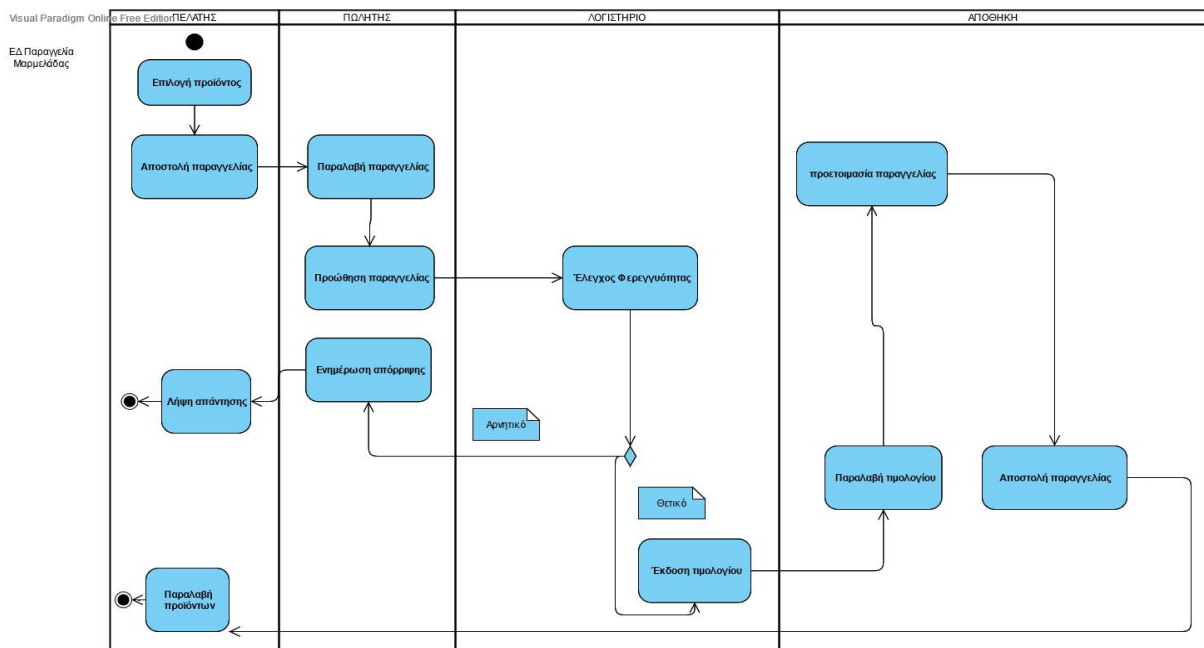 Visual Paradigm Online Free Edition
ΠΕΛΑΤΗΣ
ΠΩΛΗΤΗΣ
ΛΟΓΙΣΤΗΡΙΟ
ΑΠΟΘΗΚΗ
ΕΔ Παραγγελία
Μαρμελάδας
Επιλογή προϊόντος
Αποστολή παραγγελίας
Παραλαβή παραγγελίας
προετοιμασία παραγγελίας
Προώθηση παραγγελίας
Έλεγχος Φερεγγυότητας
Ενημέρωση απόρριψης
Λήψη απάντησης
Αρνητικό
Θετικό
Παραλαβή τιμολογίου
Αποστολή παραγγελίας
Έκδοση τιμολογίου
Παραλαβή
προϊόντων